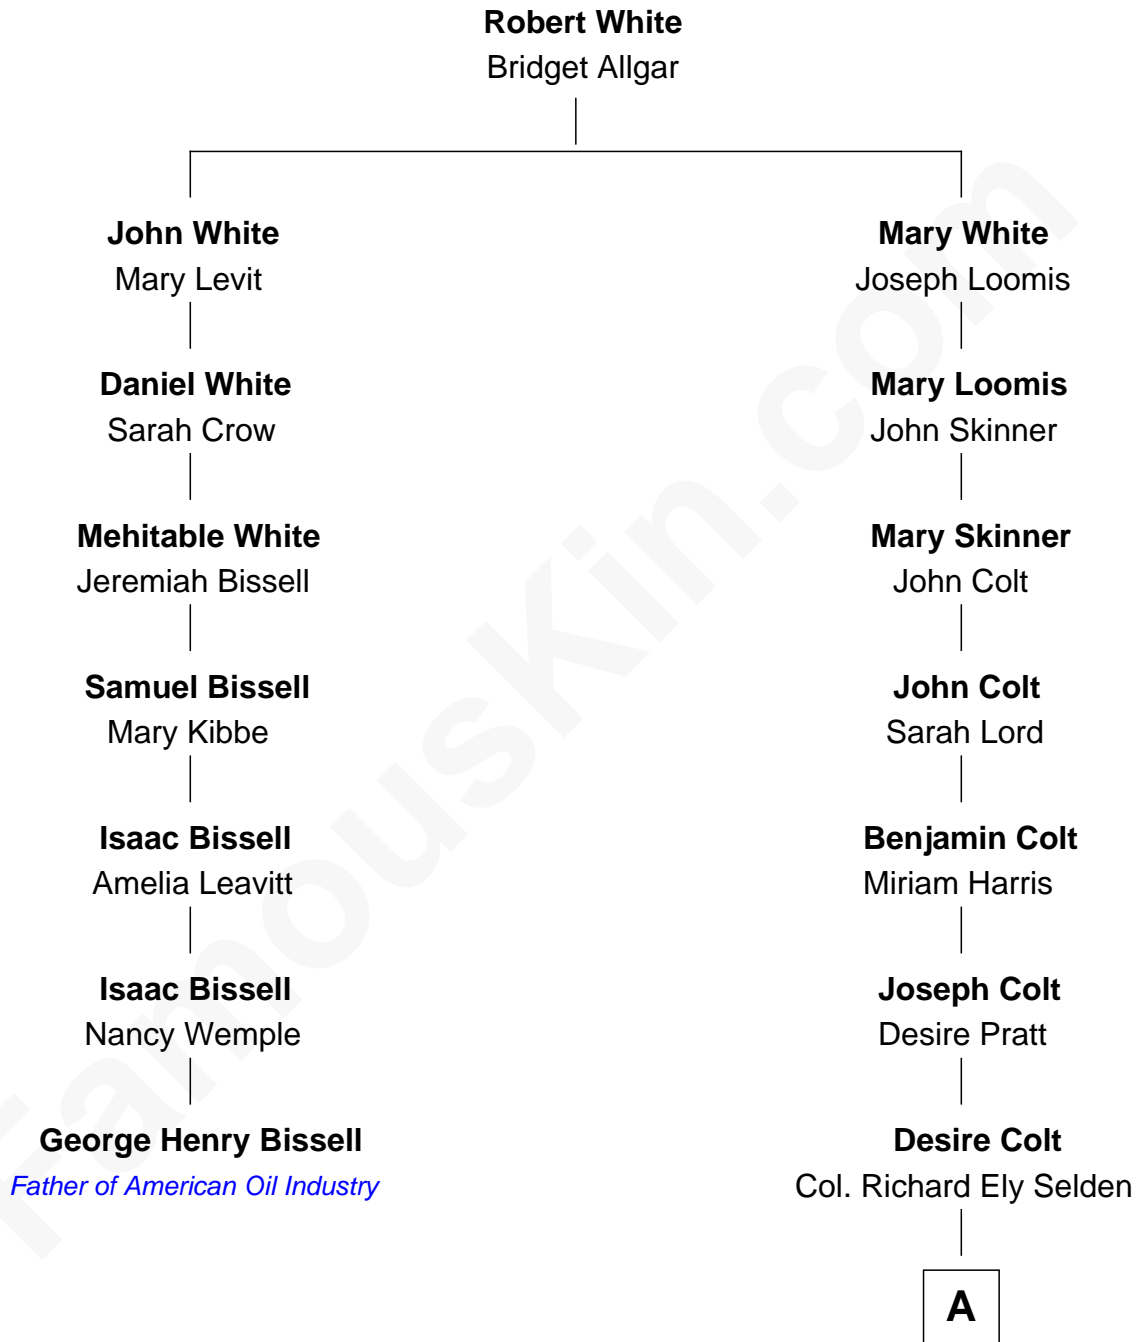 Robert White
Bridget Allgar
John White
Mary Levit
Mary White
Joseph Loomis
Daniel White
Sarah Crow
Mary Loomis
John Skinner
Mehitable White
Jeremiah Bissell
Mary Skinner
John Colt
Samuel Bissell
Mary Kibbe
John Colt
Sarah Lord
Isaac Bissell
Amelia Leavitt
Benjamin Colt
Miriam Harris
Isaac Bissell
Nancy Wemple
Joseph Colt
Desire Pratt
George Henry Bissell
Father of American Oil Industry
Desire Colt
Col. Richard Ely Selden
A
FamousKin.com